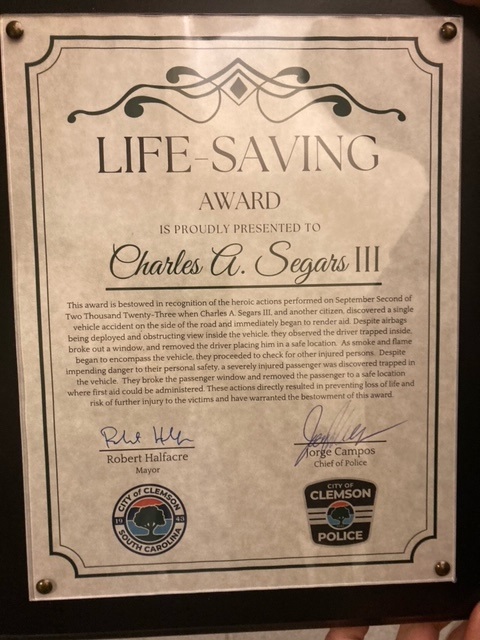 LIFE-SAVING
AWARD
IS PROUDLY PRESENTED TO
Charles A. Segars III
This award is bestowed in recognition of the heroic actions performed on September Second of
Two Thousand Twenty-Three when Charles A. Segars III, and another citizen, discovered a single
vehicle accident on the side of the road and immediately began to render aid. Despite airbags
being deployed and obstructing view inside the vehicle, they observed the driver trapped inside,
broke out a window, and removed the driver placing him in a safe location. As smoke and flame
began to encompass the vehicle, they proceeded to check for other injured persons. Despite
impending danger to their personal safety, a severely injured passenger was discovered trapped in
the vehicle. They broke the passenger window and removed the passenger to a safe location
where first aid could be administered. These actions directly resulted in preventing loss of life and
risk of further injury to the victims and have warranted the bestowment of this award.
Robert Halfacre
Mayor
Jorge Campos
Chief of Police
CITY OF CLEMSON
19 43
SOUTH CAROLINA
CITY OF
CLEMSON
POLICE